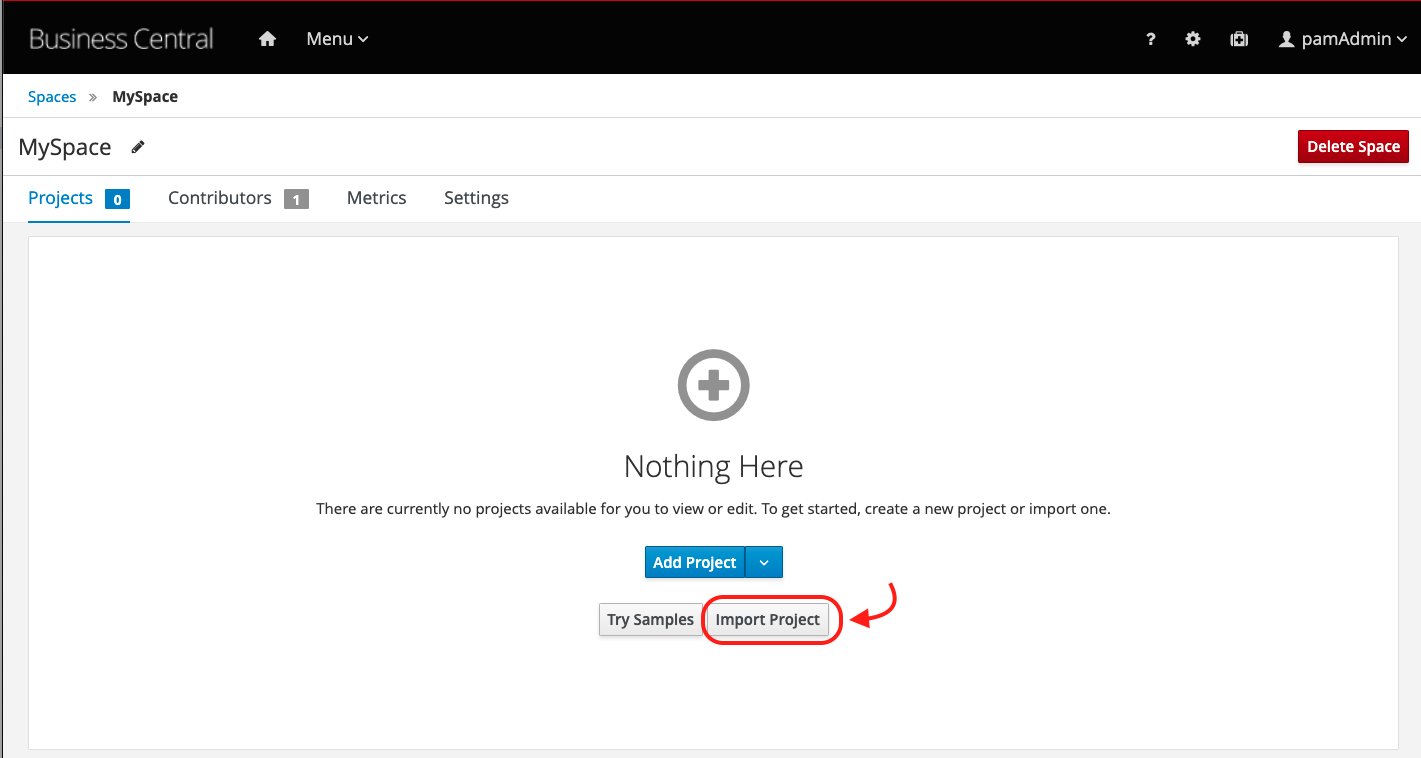 Business Central Menu ? pamAdmin
Spaces » MySpace
MySpace Delete Space
Projects 0 Contributors 1 Metrics Settings
Nothing Here
There are currently no projects available for you to view or edit. To get started, create a new project or import one.
Add Project
Try Samples Import Project